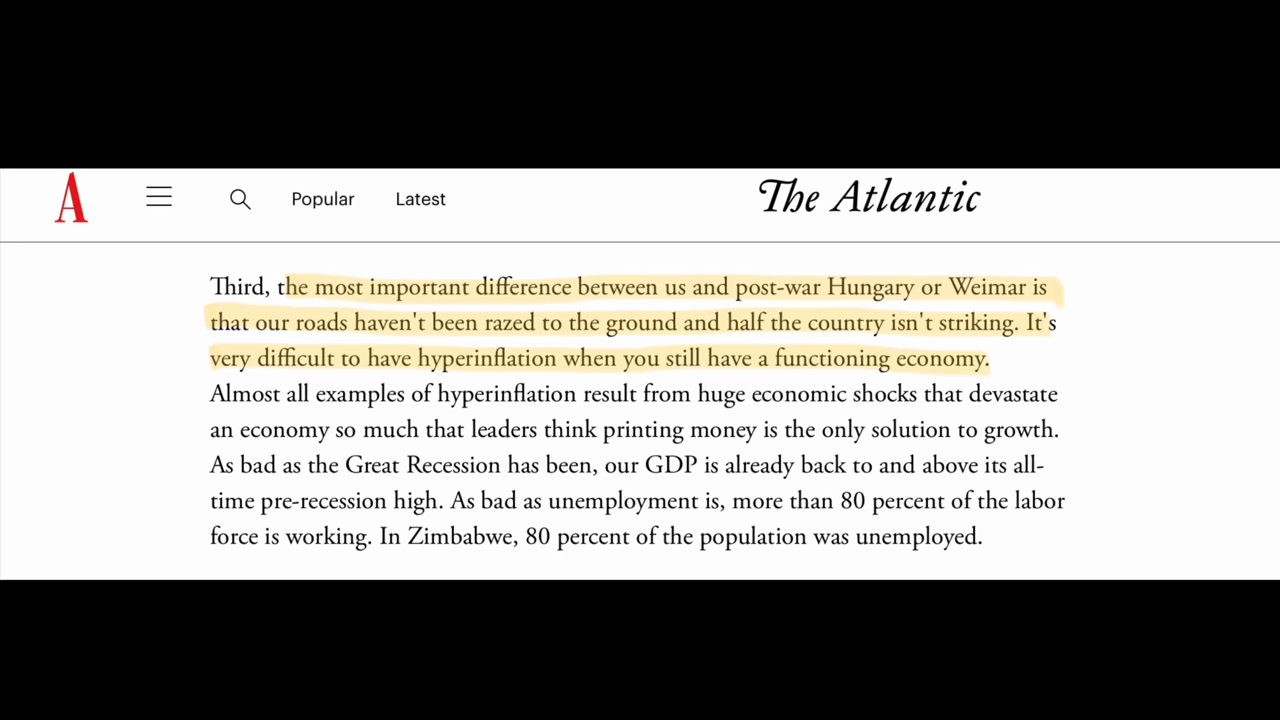 A
Popular
Latest
The Atlantic
Third, the most important difference between us and post-war Hungary or Weimar is
that our roads haven't been razed to the ground and half the country isn't striking. It's
very difficult to have hyperinflation when you still have a functioning economy.
Almost all examples of hyperinflation result from huge economic shocks that devastate
an economy so much that leaders think printing money is the only solution to growth.
As bad as the Great Recession has been, our GDP is already back to and above its all-
time pre-recession high. As bad as unemployment is, more than 80 percent of the labor
force is working. In Zimbabwe, 80 percent of the population was unemployed.